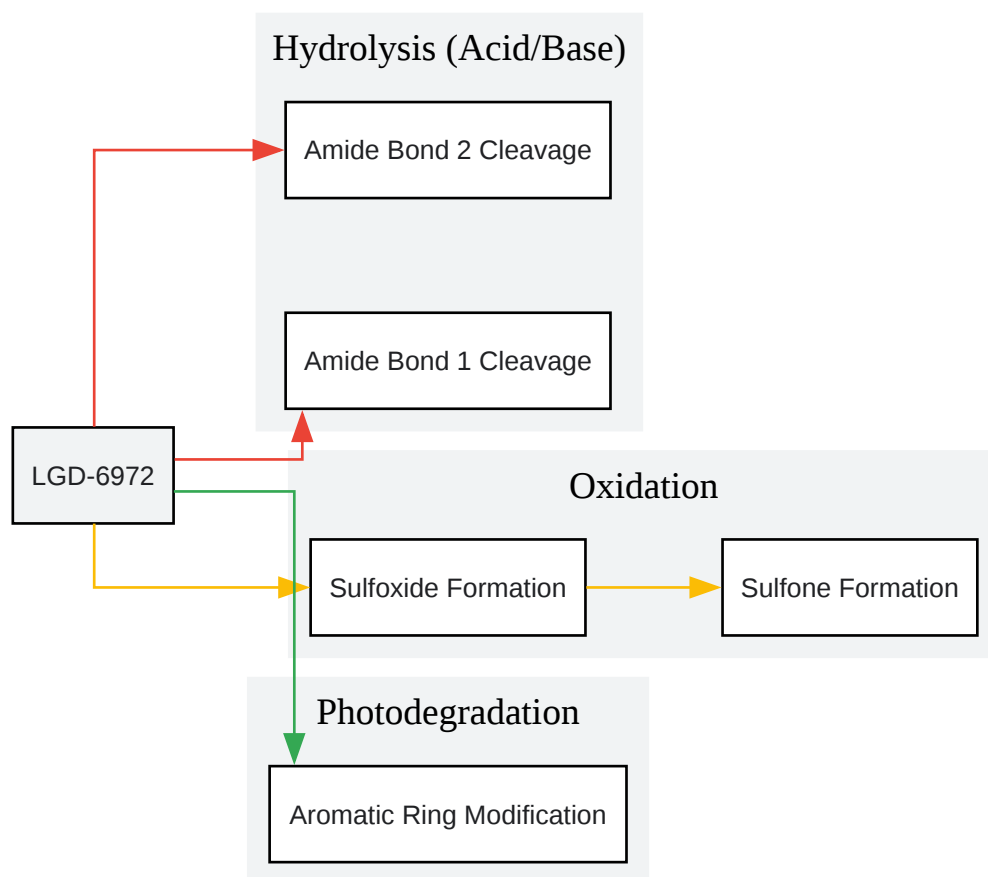 Hydrolysis (Acid/Base)
Amide Bond 2 Cleavage
Amide Bond 1 Cleavage
LGD-6972
Oxidation
Sulfoxide Formation
Sulfone Formation
Photodegradation
Aromatic Ring Modification